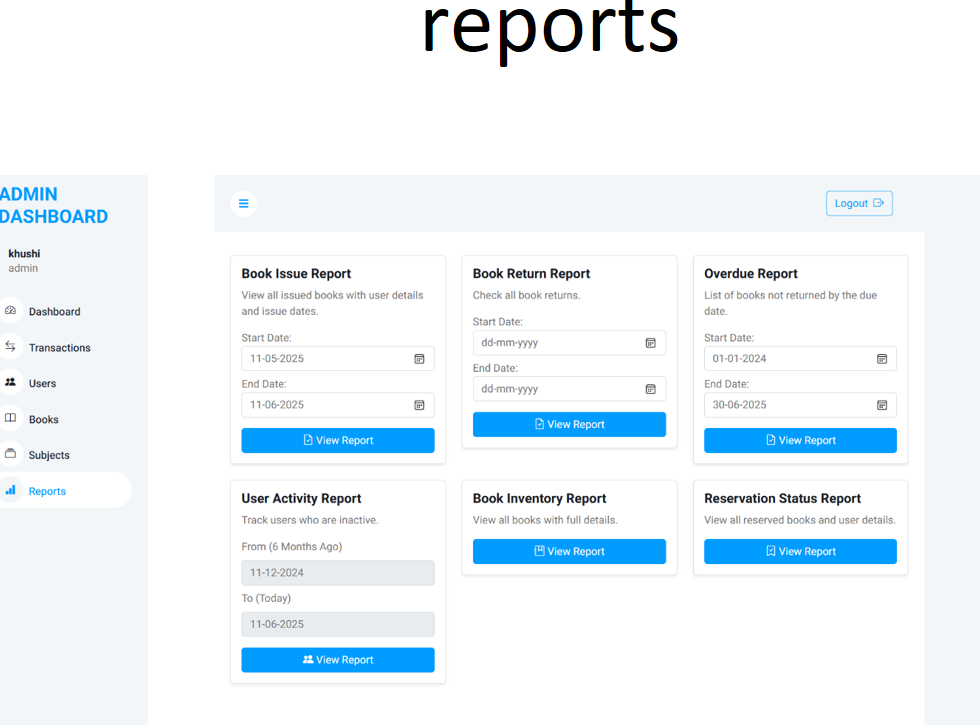 reports
ADMIN
DASHBOARD
khushi
admin
Dashboard
Transactions
Users
Books
Subjects
Reports
Logout
Book Issue Report
View all issued books with user details
and issue dates.
Start Date:
11-05-2025
End Date:
11-06-2025
View Report
Book Return Report
Check all book returns.
Start Date:
dd-mm-yyyy
End Date:
dd-mm-yyyy
View Report
Overdue Report
List of books not returned by the due
date.
Start Date:
01-01-2024
End Date:
30-06-2025
View Report
User Activity Report
Track users who are inactive.
From (6 Months Ago)
11-12-2024
To (Today)
11-06-2025
View Report
Book Inventory Report
View all books with full details.
View Report
Reservation Status Report
View all reserved books and user details.
View Report